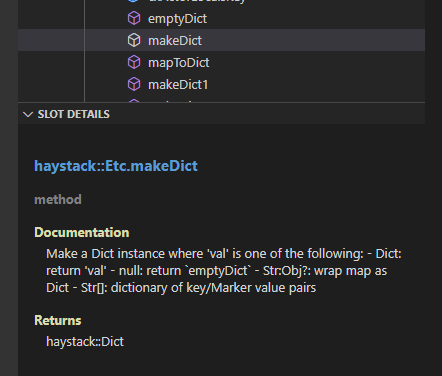 emptyDict
makeDict
mapToDict
makeDict1
SLOT DETAILS
haystack::Etc.makeDict
method
Documentation
Make a Dict instance where 'val' is one of the following: - Dict:
return 'val' - null: return `emptyDict` - Str:Obj?: wrap map as
Dict - Str[]: dictionary of key/Marker value pairs
Returns
haystack::Dict